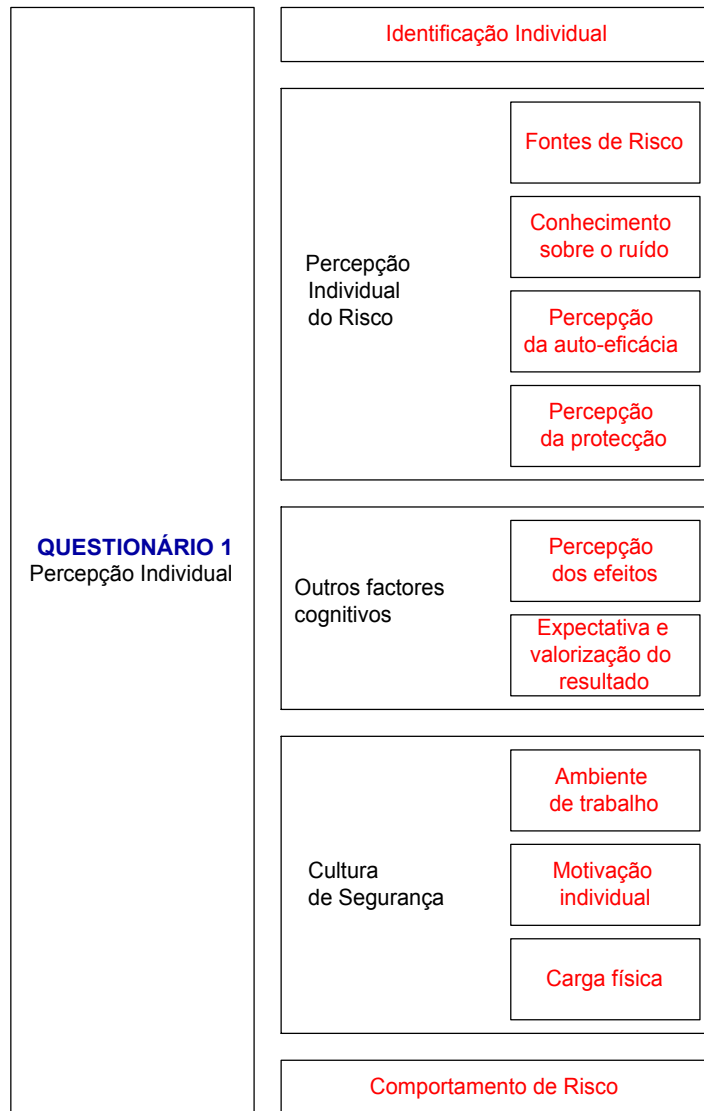 QUESTIONÁRIO 1
Percepção Individual
Identificação Individual
Percepção
Individual
do Risco
Fontes de Risco
Conhecimento
sobre o ruído
Percepção
da auto-eficácia
Percepção
da protecção
Outros factores
cognitivos
Percepção
dos efeitos
Expectativa e
valorização do
resultado
Cultura
de Segurança
Ambiente
de trabalho
Motivação
individual
Carga física
Comportamento de Risco